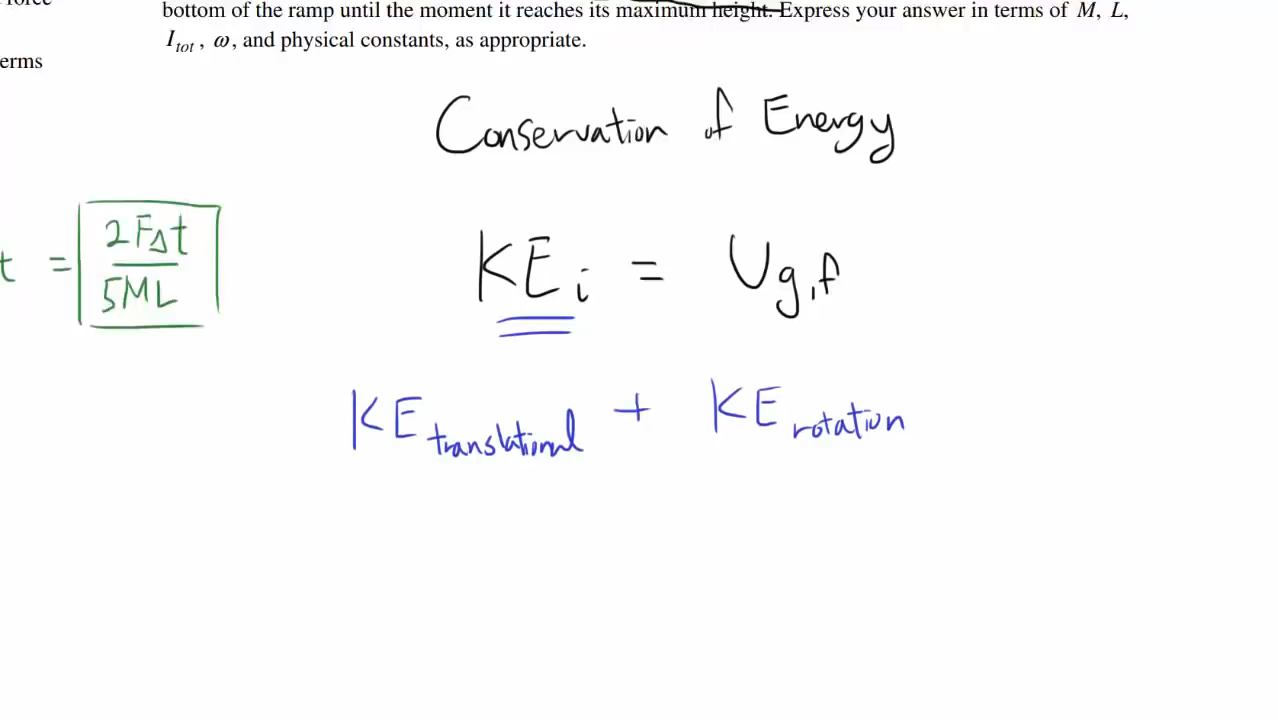 force
bottom of the ramp until the moment it reaches its maximum height. Express your answer in terms of M, L,
I_tot, ω, and physical constants, as appropriate.
erms
Conservation of Energy
t = 2FΔt / 5ML
KE_i = U_g,f
KE_translational + KE_rotation